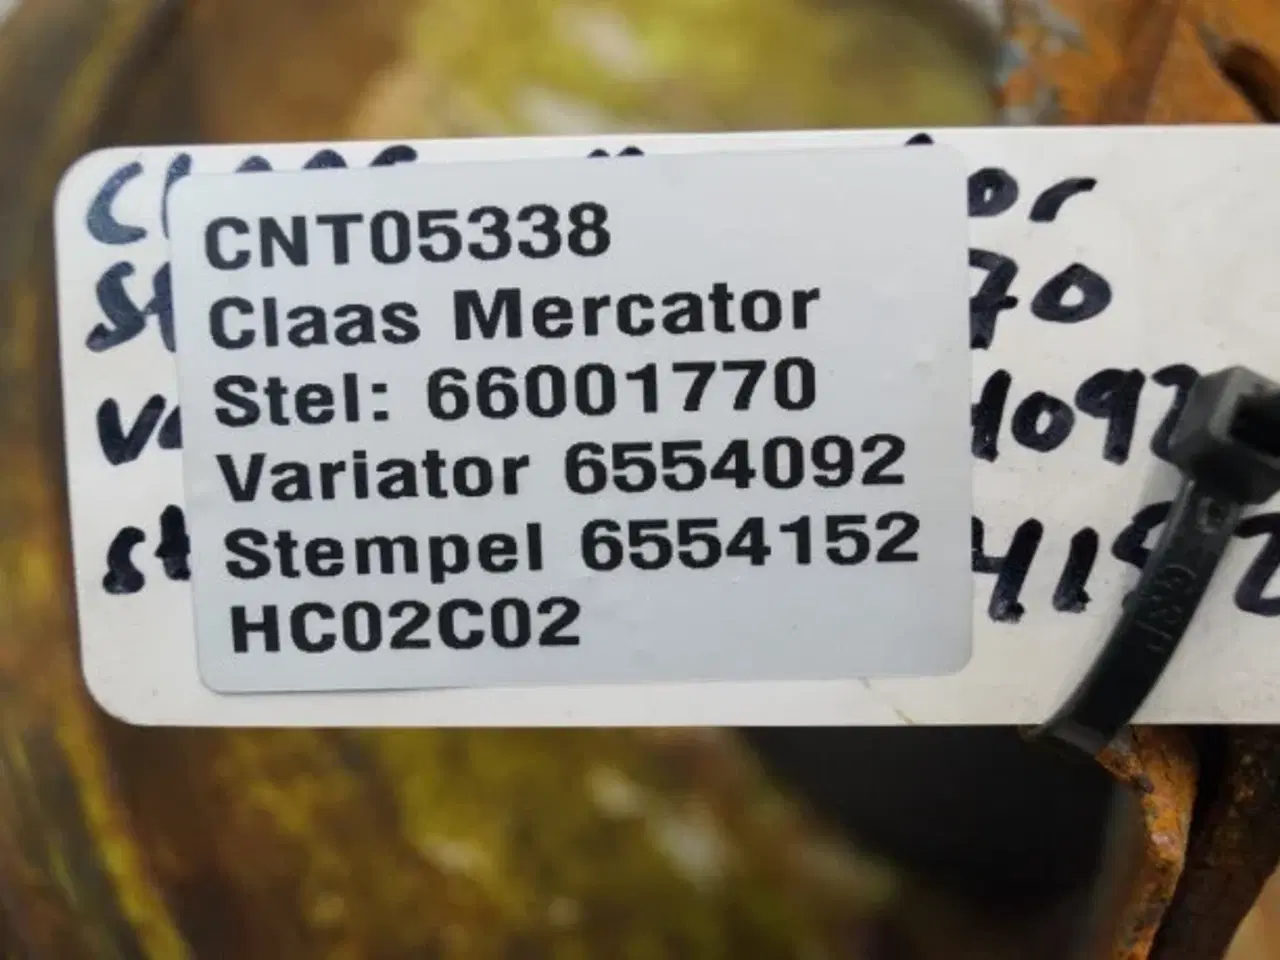 CNT05338
Claas Mercator
Stel: 66001770
Variator 6554092
Stempel 6554152
HC02C02